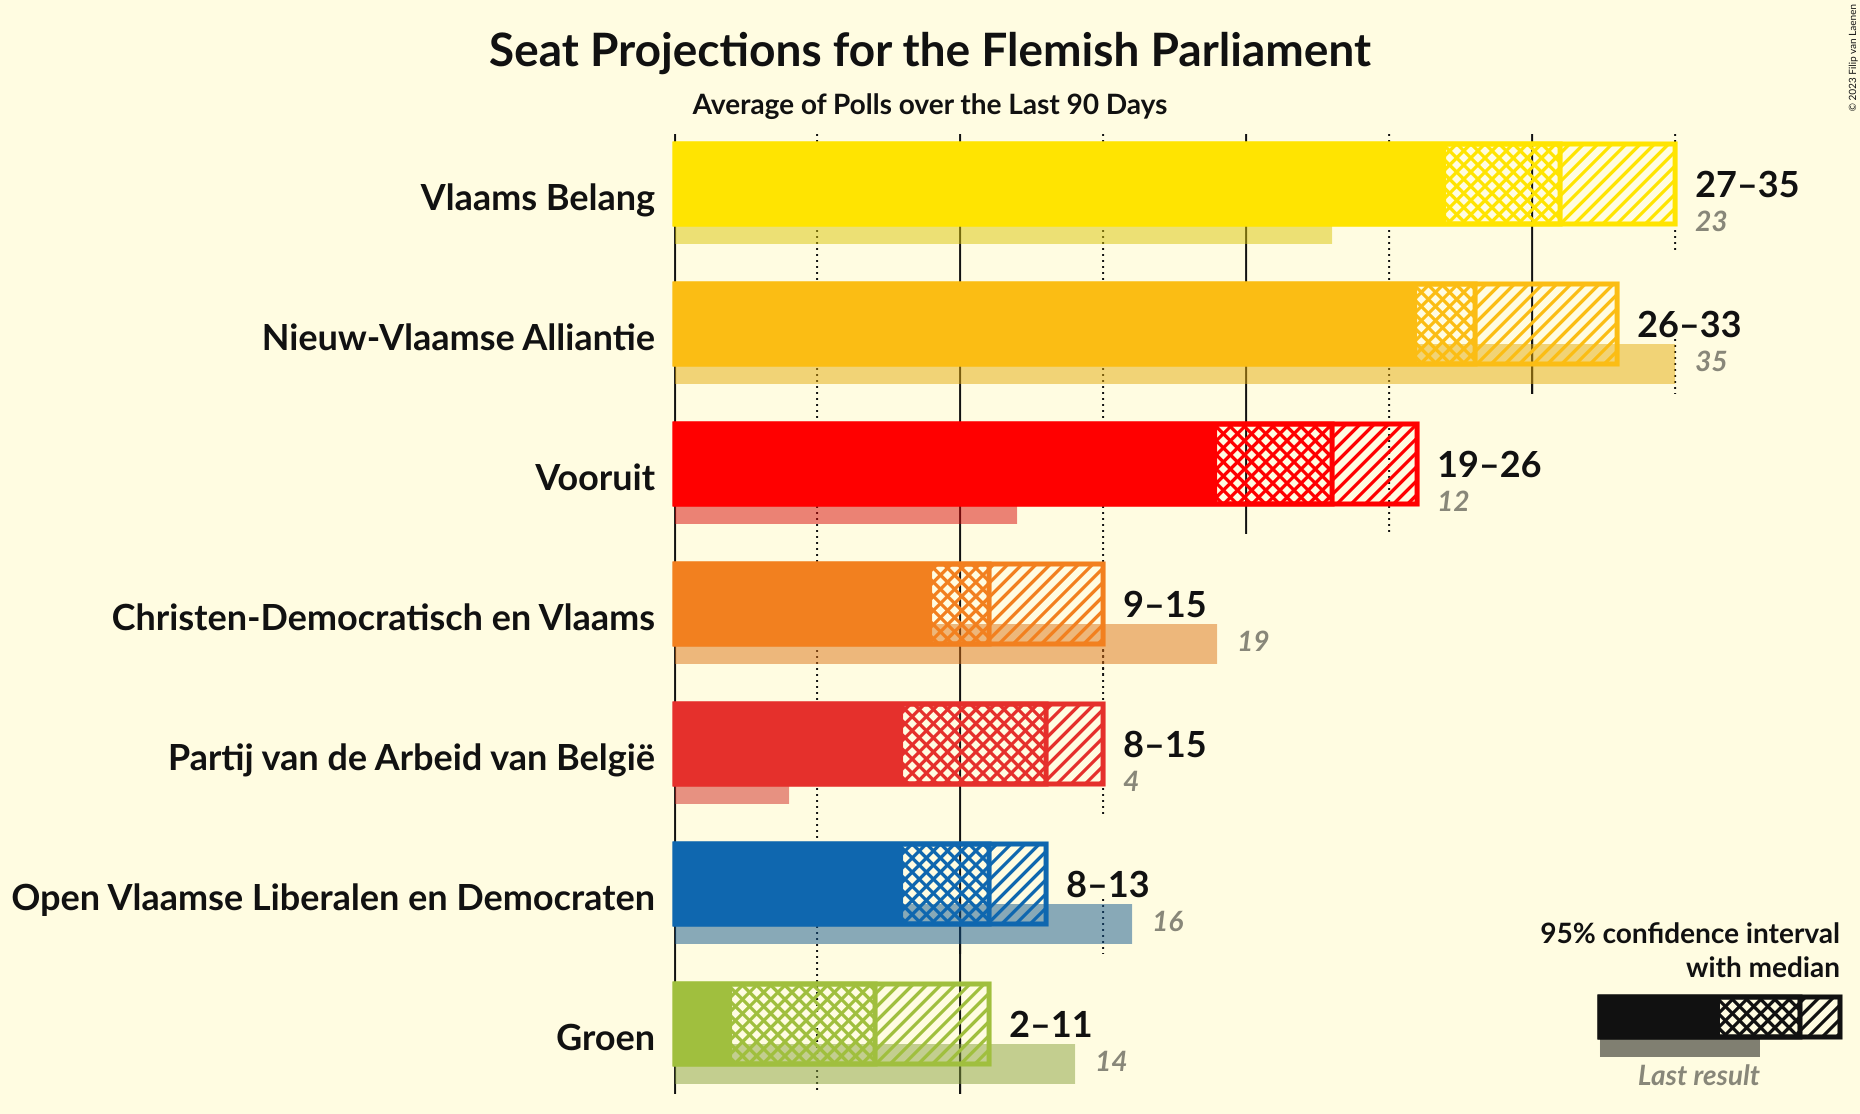 Seat Projections for the Flemish Parliament
Average of Polls over the Last 90 Days
© 2023 Filip van Laenen
Vlaams Belang
27–35
23
Nieuw-Vlaamse Alliantie
26–33
35
Vooruit
19–26
12
Christen-Democratisch en Vlaams
9–15
19
Partij van de Arbeid van België
8–15
4
Open Vlaamse Liberalen en Democraten
8–13
16
Groen
2–11
14
95% confidence interval
with median
Last result